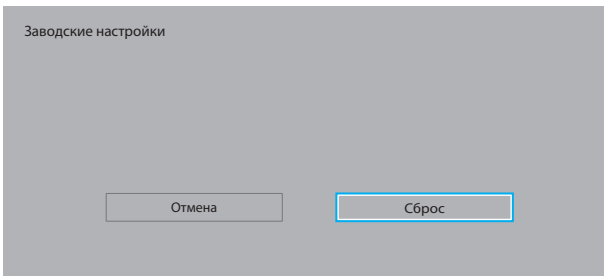 Заводские настройки
Отмена
Сброс